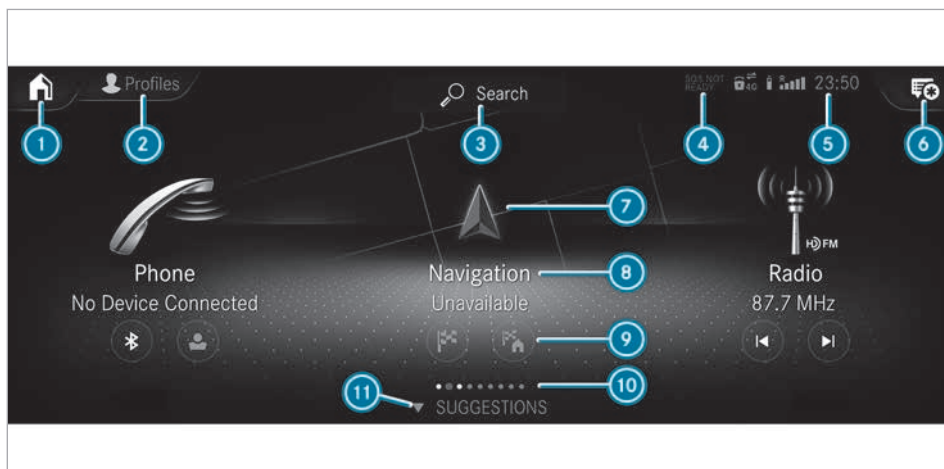 Profiles
Search
SOS NOT
READY
4G
R
23:50
1
2
3
4
5
6
7
HD FM
Phone
Navigation
8
Radio
No Device Connected
Unavailable
87.7 MHz
9
10
11
SUGGESTIONS